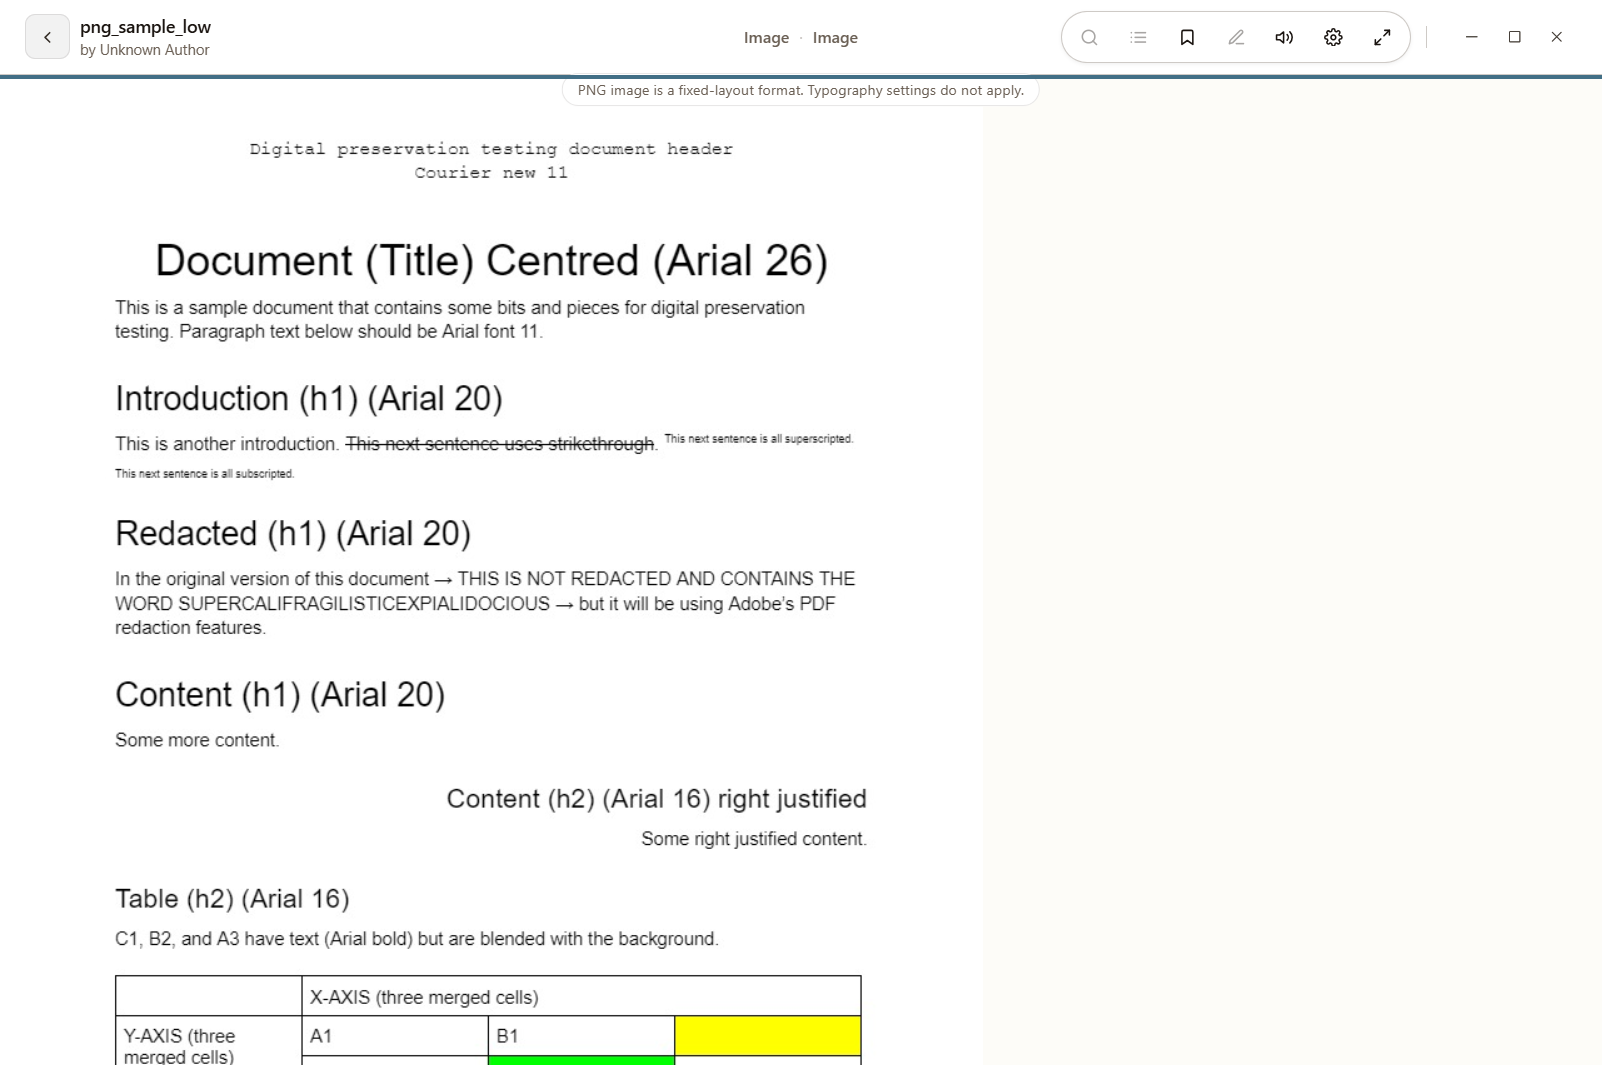 png_sample_low
by Unknown Author
Image · Image
PNG image is a fixed-layout format. Typography settings do not apply.
Digital preservation testing document header
Courier new 11
Document (Title) Centred (Arial 26)
This is a sample document that contains some bits and pieces for digital preservation
testing. Paragraph text below should be Arial font 11.
Introduction (h1) (Arial 20)
This is another introduction. This next sentence uses strikethrough. This next sentence is all superscripted.
This next sentence is all subscripted.
Redacted (h1) (Arial 20)
In the original version of this document → THIS IS NOT REDACTED AND CONTAINS THE
WORD SUPERCALIFRAGILISTICEXPIALIDOCIOUS → but it will be using Adobe's PDF
redaction features.
Content (h1) (Arial 20)
Some more content.
Content (h2) (Arial 16) right justified
Some right justified content.
Table (h2) (Arial 16)
C1, B2, and A3 have text (Arial bold) but are blended with the background.
X-AXIS (three merged cells)
Y-AXIS (three
merged cells)
A1
B1